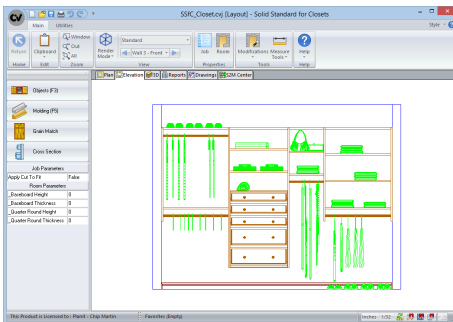 CV
SSfC_Closet.cvj [Layout] - Solid Standard for Closets
Main Utilities Style
Return Clipboard Window Out All Render Mode Standard Wall 3 - Front Job Room Modifications Measure Tools Help
Home Edit Zoom View Properties Tools Help
Plan Elevation 3D Reports Drawings S2M Center
Objects (F3)
Molding (F5)
Grain Match
Cross Section
Job Parameters
Apply Cut To Fit False
Room Parameters
_Baseboard Height 0
_Baseboard Thickness 0
_Quarter Round Height 0
_Quarter Round Thickness 0
This Product is Licensed to : Planit - Chip Martin Favorites (Empty) Inches 1:32